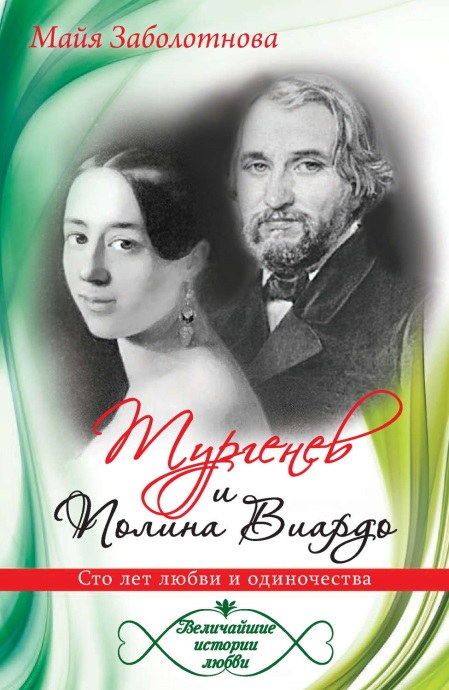 Майя Заболотнова
Тургенев
и
Полина Виардо
Сто лет любви и одиночества
Величайшие
истории
любви